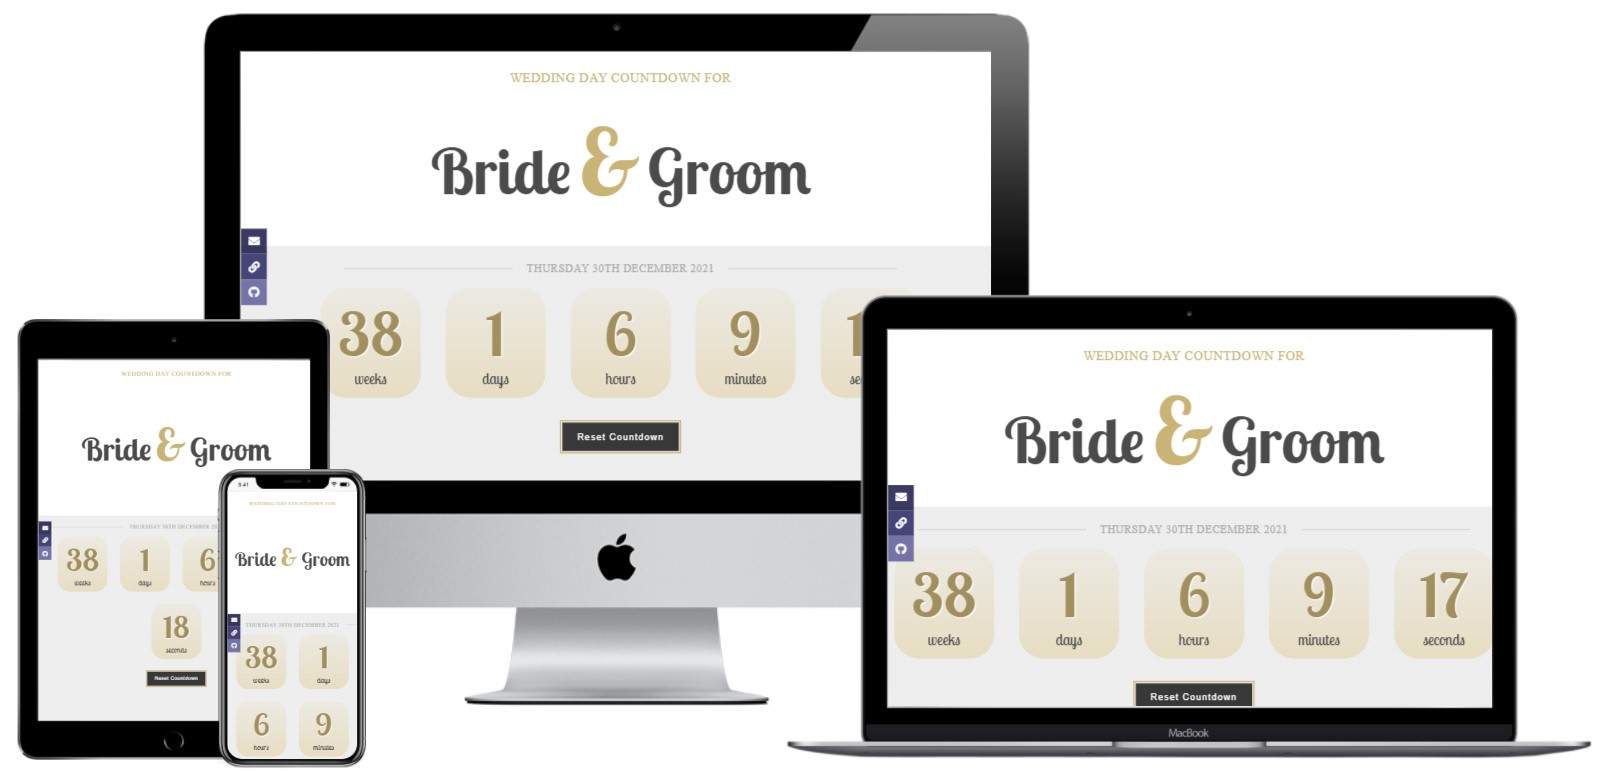 WEDDING DAY COUNTDOWN FOR
Bride & Groom
THURSDAY 30TH DECEMBER 2021
38 1 6 9 1
weeks days hours minutes se
Reset Countdown
WEDDING DAY COUNTDOWN FOR
Bride & Groom
THURSDAY 30TH DECEMBER 20
38 1 6
weeks days hours
18
seconds
Reset Countdown
9:41
WEDDING DAY COUNTDOWN FOR
Bride & Groom
THURSDAY 30TH DECEMBER 2021
38 1
weeks days
6 9
hours minutes
WEDDING DAY COUNTDOWN FOR
Bride & Groom
THURSDAY 30TH DECEMBER 2021
38 1 6 9 17
weeks days hours minutes seconds
Reset Countdown
MacBook